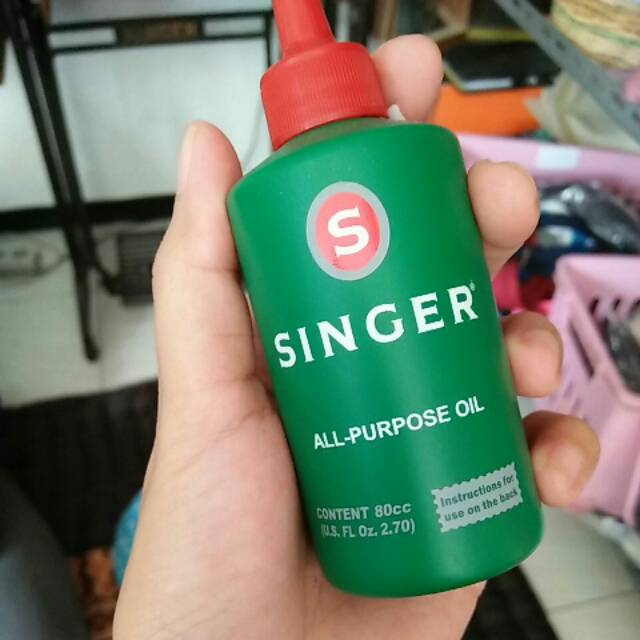 S
SINGER®
ALL-PURPOSE OIL
CONTENT 80cc
(U.S. FL Oz. 2.70)
Instructions for
use on the back